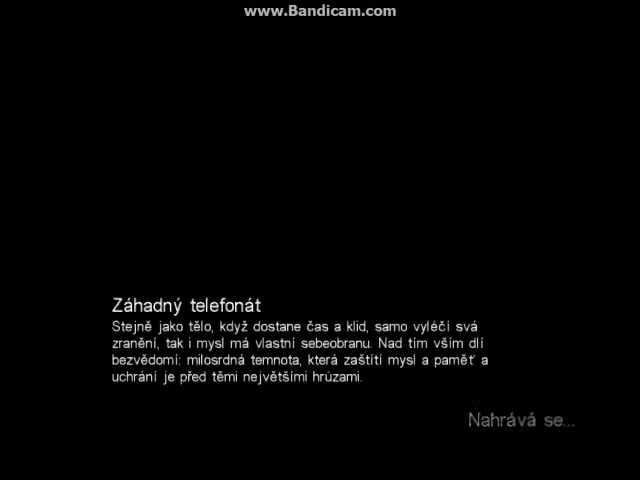 www.Bandicam.com
Záhadný telefonát
Stejně jako tělo, když dostane čas a klid, samo vyléčí svá
zranění, tak i mysl má vlastní sebeobranu. Nad tím vším dlí
bezvědomí: milosrdná temnota, která zaštítí mysl a paměť a
uchrání je před těmi největšími hrůzami.
Nahrává se...